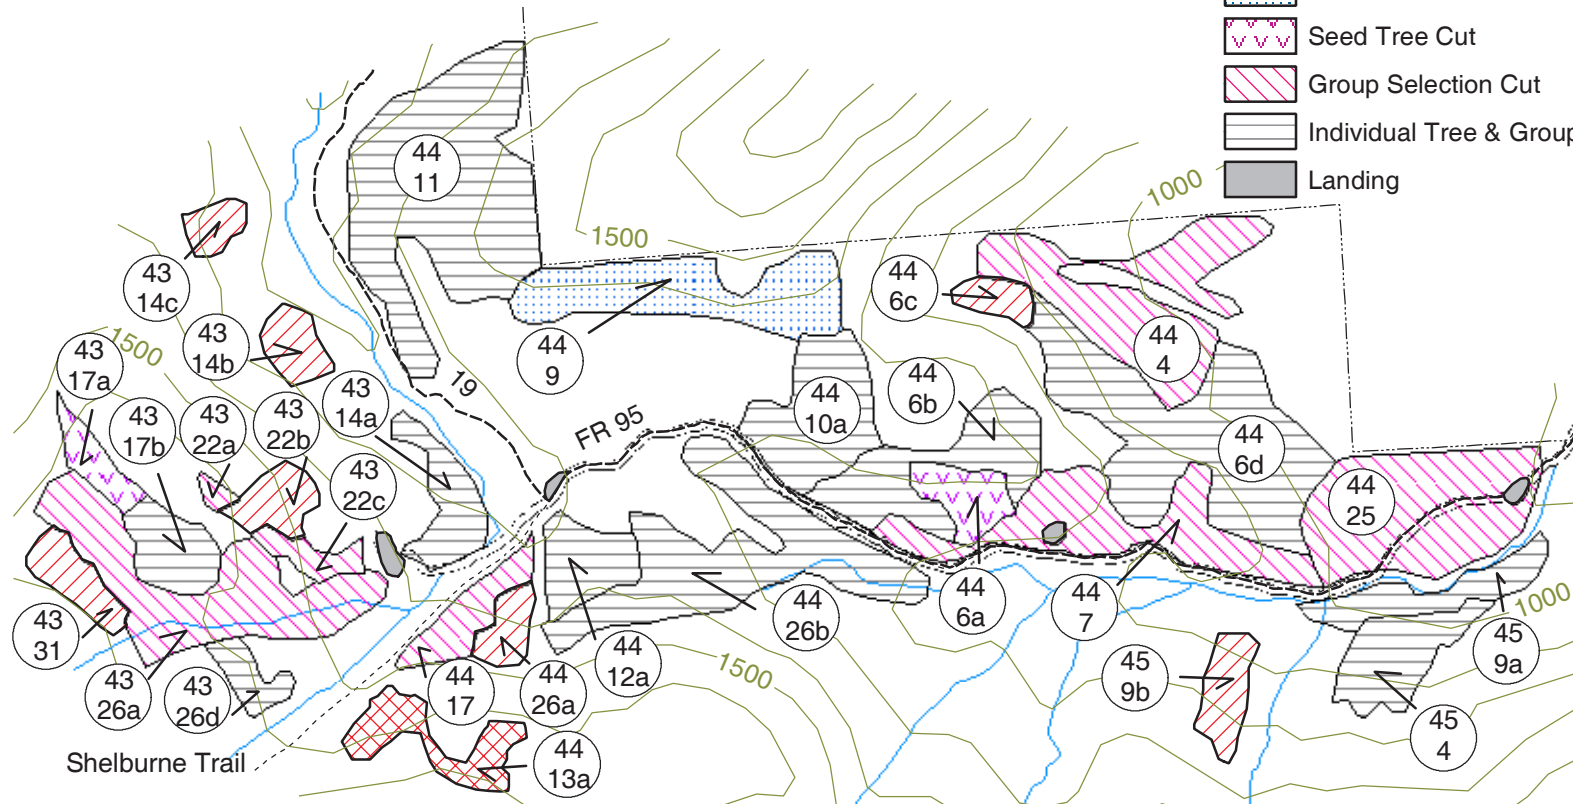 Seed Tree Cut
Group Selection Cut
Individual Tree & Group
Landing
1000
1500
44
11
43
14c
43
14b
1500
43
17a
43
17b
43
22a
43
22b
43
14a
43
22c
19
FR 95
44
9
44
10a
44
6b
44
6c
44
4
44
6d
44
25
43
31
43
26a
43
26d
44
17
44
26a
44
12a
44
26b
44
6a
44
7
45
9b
45
9a
1000
45
4
1500
44
13a
Shelburne Trail